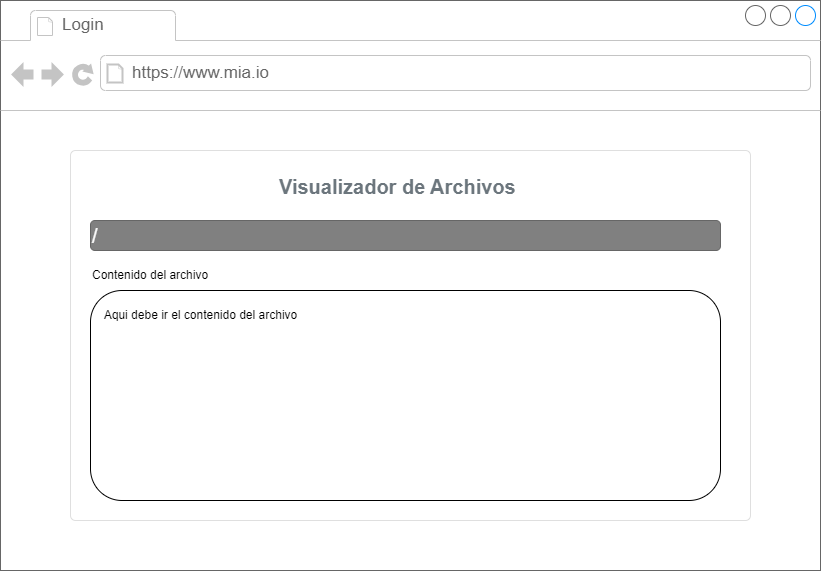 Login
https://www.mia.io
Visualizador de Archivos
/
Contenido del archivo
Aqui debe ir el contenido del archivo